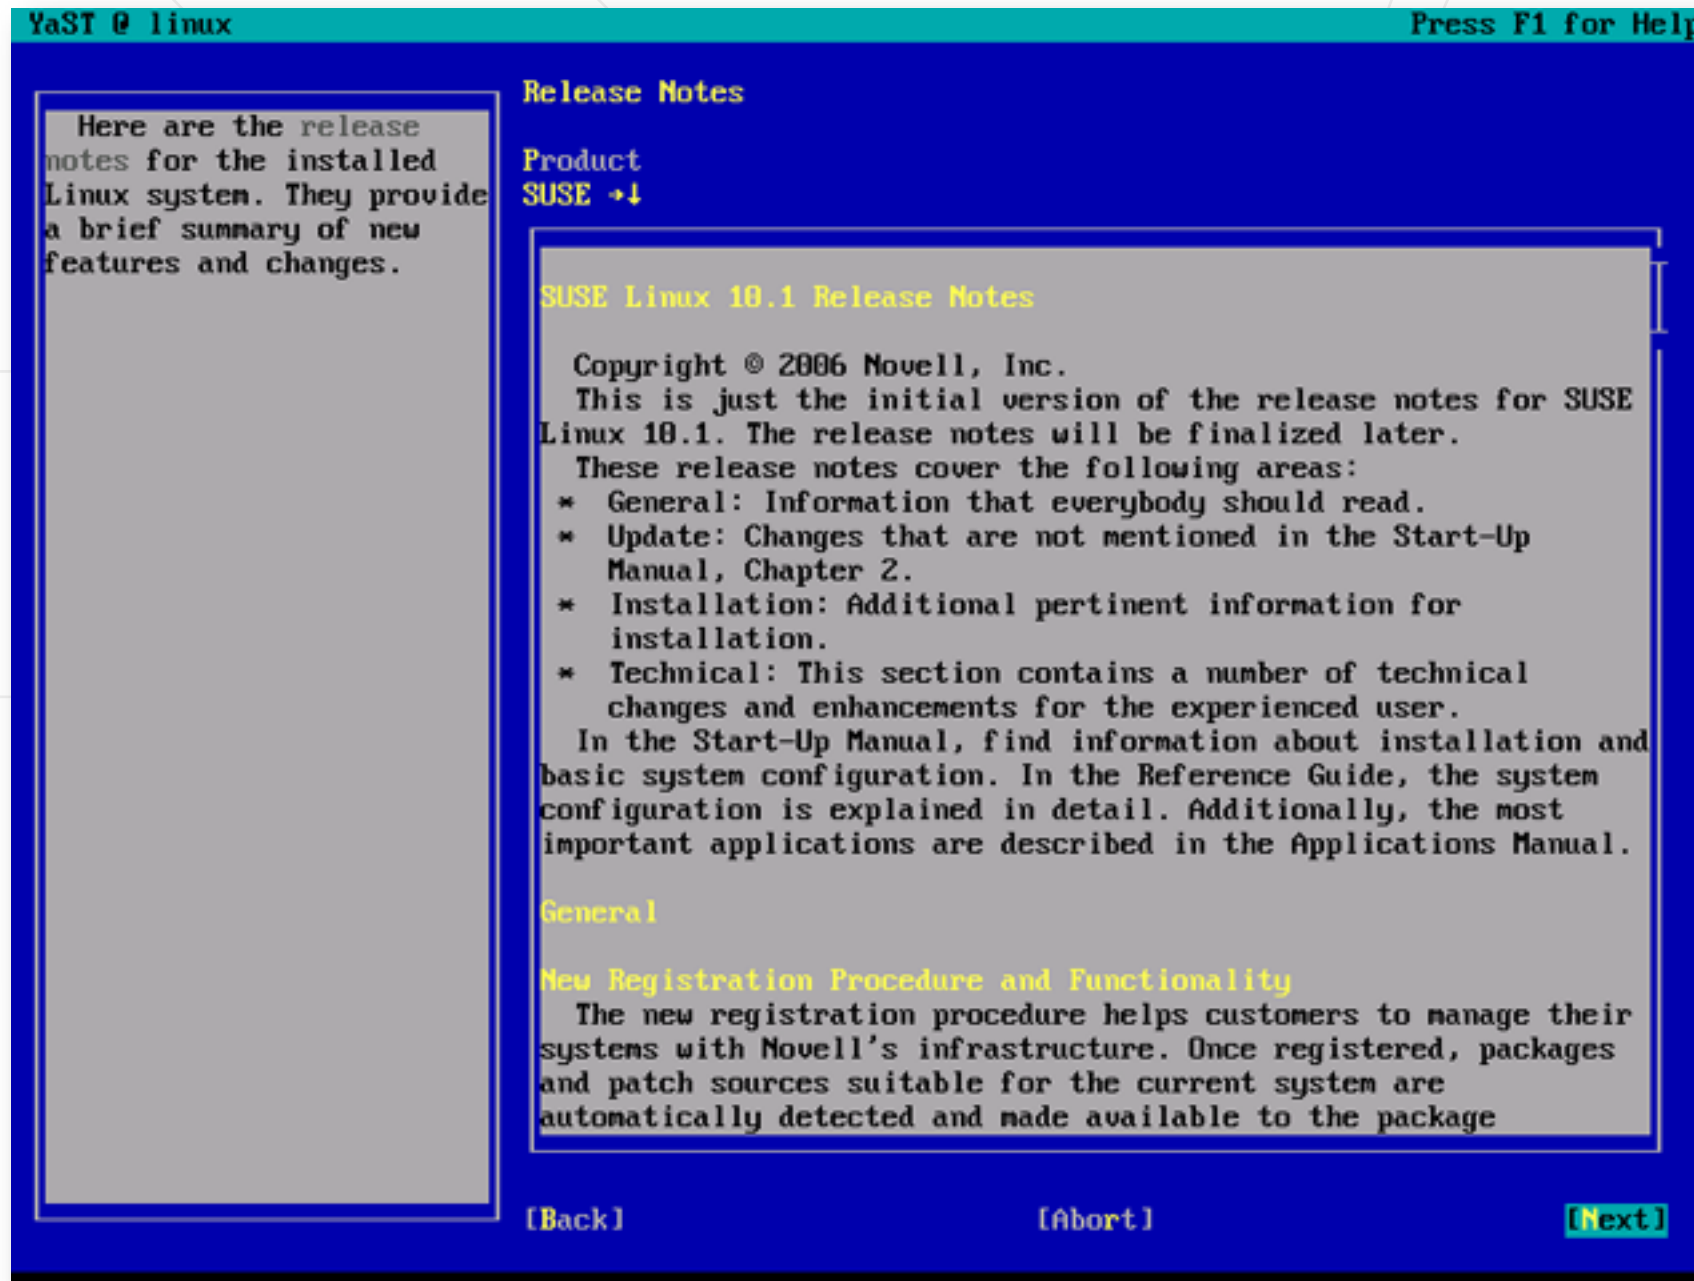 YaST @ linux
Press F1 for Help
Here are the release
notes for the installed
Linux system. They provide
a brief summary of new
features and changes.
Release Notes
Product
SUSE →↓
SUSE Linux 10.1 Release Notes
Copyright © 2006 Novell, Inc.
This is just the initial version of the release notes for SUSE
Linux 10.1. The release notes will be finalized later.
These release notes cover the following areas:
* General: Information that everybody should read.
* Update: Changes that are not mentioned in the Start-Up
Manual, Chapter 2.
* Installation: Additional pertinent information for
installation.
* Technical: This section contains a number of technical
changes and enhancements for the experienced user.
In the Start-Up Manual, find information about installation and
basic system configuration. In the Reference Guide, the system
configuration is explained in detail. Additionally, the most
important applications are described in the Applications Manual.
General
New Registration Procedure and Functionality
The new registration procedure helps customers to manage their
systems with Novell's infrastructure. Once registered, packages
and patch sources suitable for the current system are
automatically detected and made available to the package
[Back]
[Abort]
[Next]